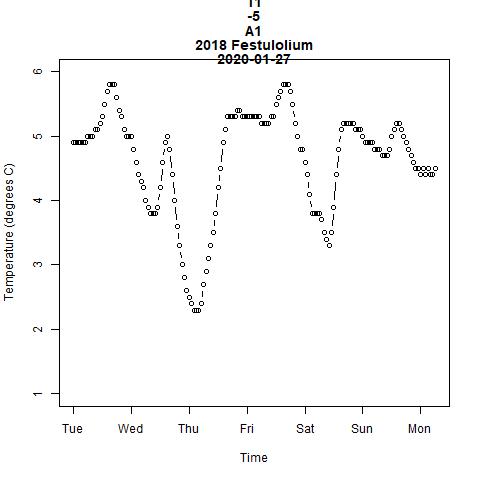 T1
-5
A1
2018 Festulolium
2020-01-27
Temperature (degrees C)
6
5
4
3
2
1
Tue Wed Thu Fri Sat Sun Mon
Time